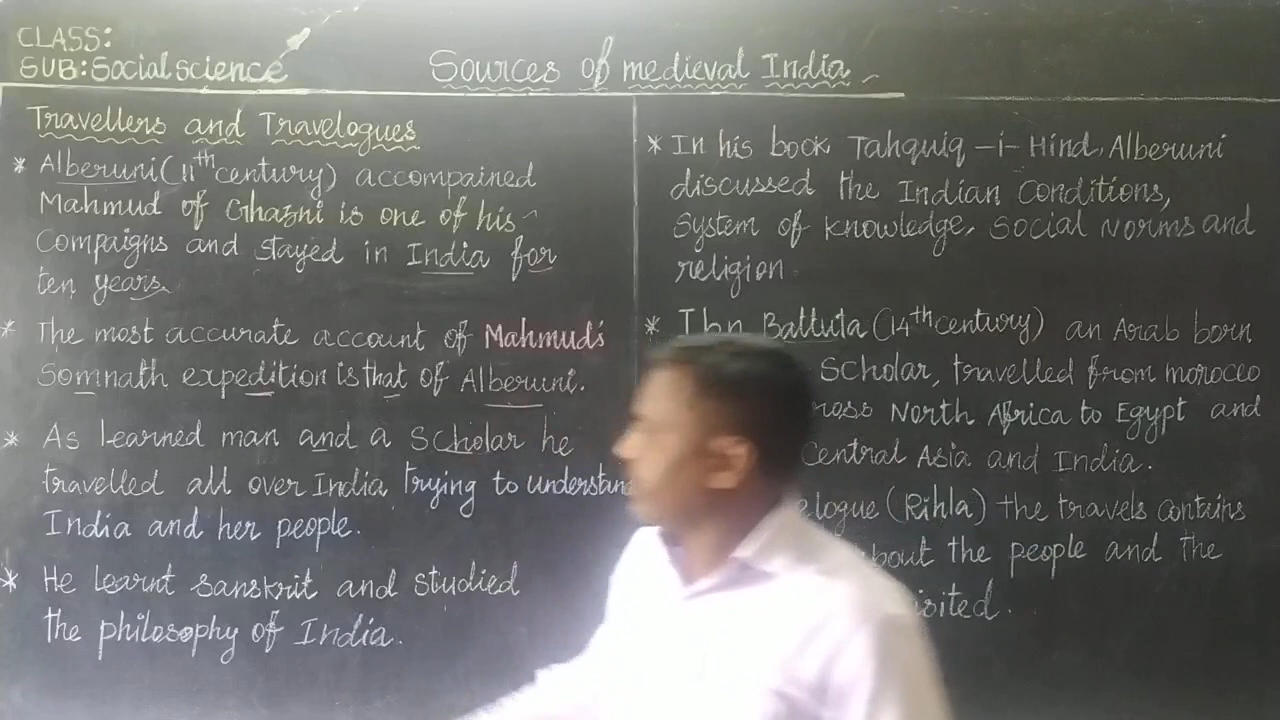 CLASS:
SUB: Social science
Sources of medieval India
Travellers and Travelogues
* Alberuni (11th century) accompained
Mahmud of Ghazni is one of his
Compaigns and stayed in India for
ten years.
* The most accurate account of Mahmud's
Somnath expedition is that of Alberuni.
* As learned man and a Scholar he
travelled all over India, Trying to understand
India and her people.
* He learnt sanskrit and studied
the philosophy of India.
* In his book Tahquiq -i- Hind, Alberuni
discussed the Indian Conditions,
System of knowledge, Social Norms and
religion.
* Ibn Battuta (14th century) an Arab born
Scholar, travelled from morocco
North Africa to Egypt and
Central Asia and India.
(Rihla) the travels contains
the people and the